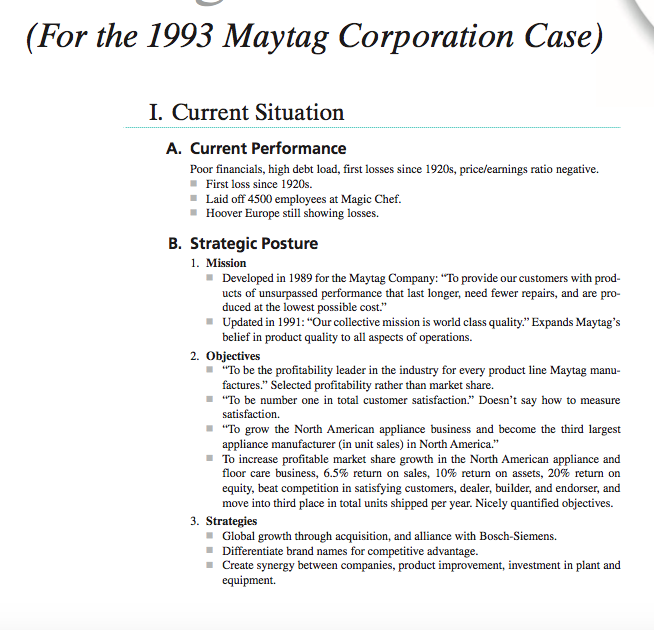 (For the 1993 Maytag Corporation Case)
I. Current Situation
A. Current Performance
Poor financials, high debt load, first losses since 1920s, price/earnings ratio negative.
■ First loss since 1920s.
■ Laid off 4500 employees at Magic Chef.
■ Hoover Europe still showing losses.
B. Strategic Posture
1. Mission
■ Developed in 1989 for the Maytag Company: “To provide our customers with prod-
ucts of unsurpassed performance that last longer, need fewer repairs, and are pro-
duced at the lowest possible cost.”
■ Updated in 1991: “Our collective mission is world class quality.” Expands Maytag’s
belief in product quality to all aspects of operations.
2. Objectives
■ “To be the profitability leader in the industry for every product line Maytag manu-
factures.” Selected profitability rather than market share.
■ “To be number one in total customer satisfaction.” Doesn’t say how to measure
satisfaction.
■ “To grow the North American appliance business and become the third largest
appliance manufacturer (in unit sales) in North America.”
■ To increase profitable market share growth in the North American appliance and
floor care business, 6.5% return on sales, 10% return on assets, 20% return on
equity, beat competition in satisfying customers, dealer, builder, and endorser, and
move into third place in total units shipped per year. Nicely quantified objectives.
3. Strategies
■ Global growth through acquisition, and alliance with Bosch-Siemens.
■ Differentiate brand names for competitive advantage.
■ Create synergy between companies, product improvement, investment in plant and
equipment.